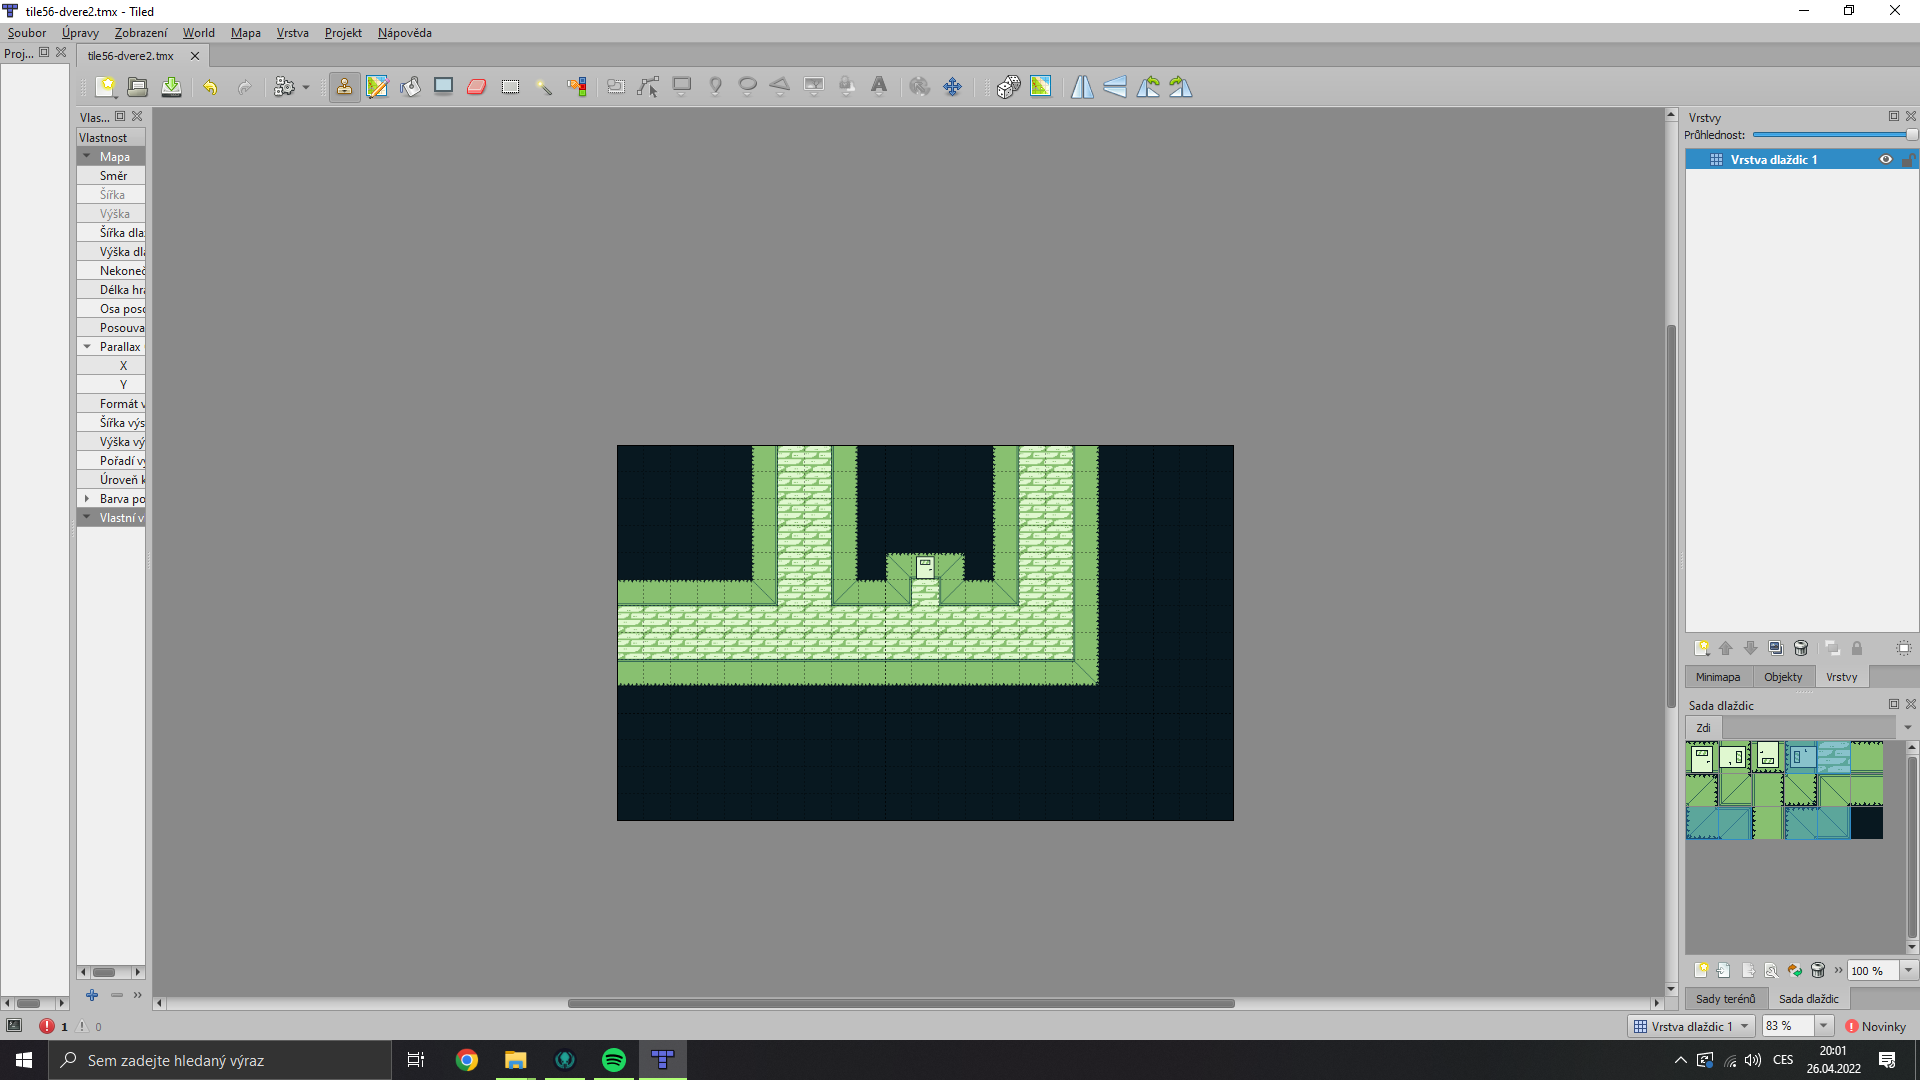 tile56-dvere2.tmx - Tiled
Soubor Úpravy Zobrazení World Mapa Vrstva Projekt Nápověda
Proj...
tile56-dvere2.tmx
Vlas...
Vlastnost
Mapa
Směr
Šířka
Výška
Šířka dla
Výška dl
Nekoneč
Délka hr
Osa poso
Posouva
Parallax
X
Y
Formát v
Šířka výs
Výška vý
Pořadí vy
Úroveň k
Barva po
Vlastní v
Vrstvy
Průhlednost:
Vrstva dlaždic 1
Minimapa Objekty Vrstvy
Sada dlaždic
Zdi
100 %
Sady terénů Sada dlaždic
1 0
Vrstva dlaždic 1 83 % Novinky
Sem zadejte hledaný výraz
CES
20:01
26.04.2022